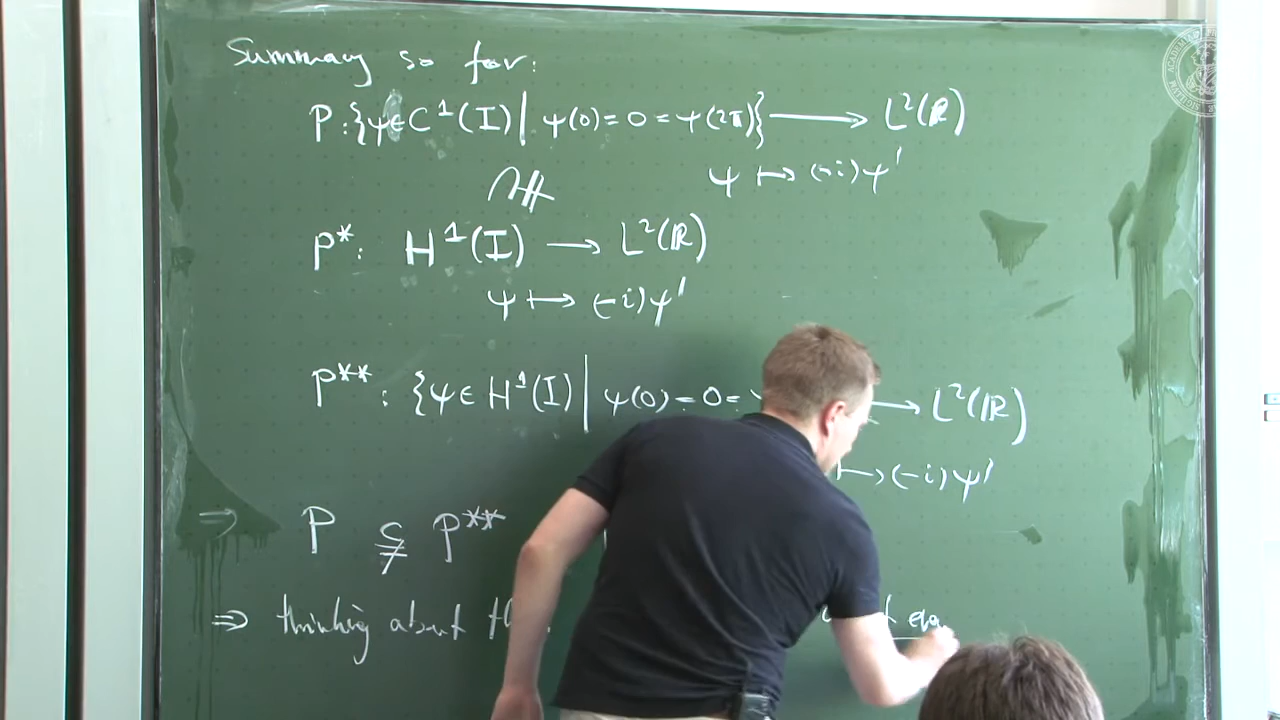 Summary so far:
P: {ψ ∈ C¹(I) | ψ(0) = 0 = ψ(2π)} ⟶ L²(ℝ)
ψ ↦ (-i)ψ'
P*: H¹(I) ⟶ L²(ℝ)
ψ ↦ (-i)ψ'
P**: {ψ ∈ H¹(I) | ψ(0) = 0 = ⟶ L²(ℝ)
↦ (-i)ψ'
⇒ P ⊊ P**
⇒ thinking about